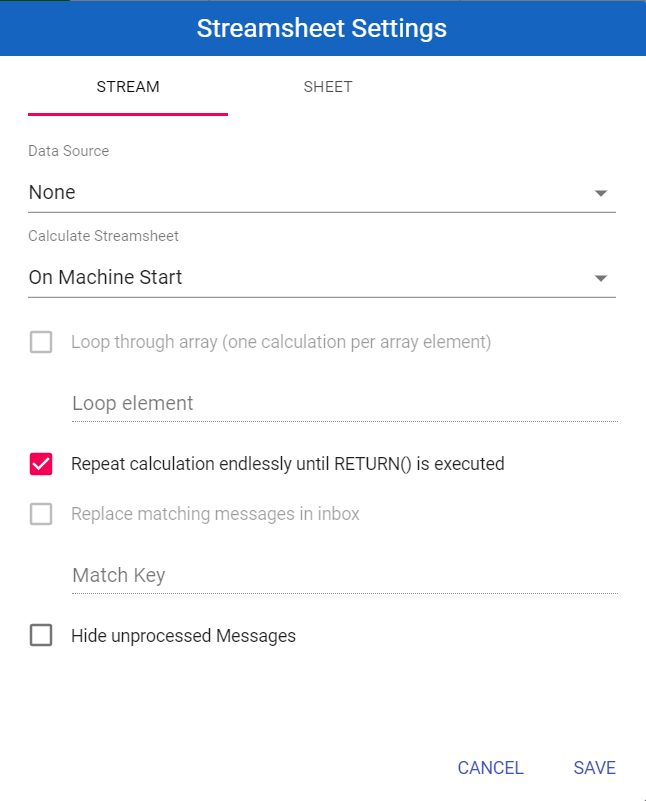 Streamsheet Settings
STREAM
SHEET
Data Source
None
Calculate Streamsheet
On Machine Start
Loop through array (one calculation per array element)
Loop element
Repeat calculation endlessly until RETURN() is executed
Replace matching messages in inbox
Match Key
Hide unprocessed Messages
CANCEL
SAVE